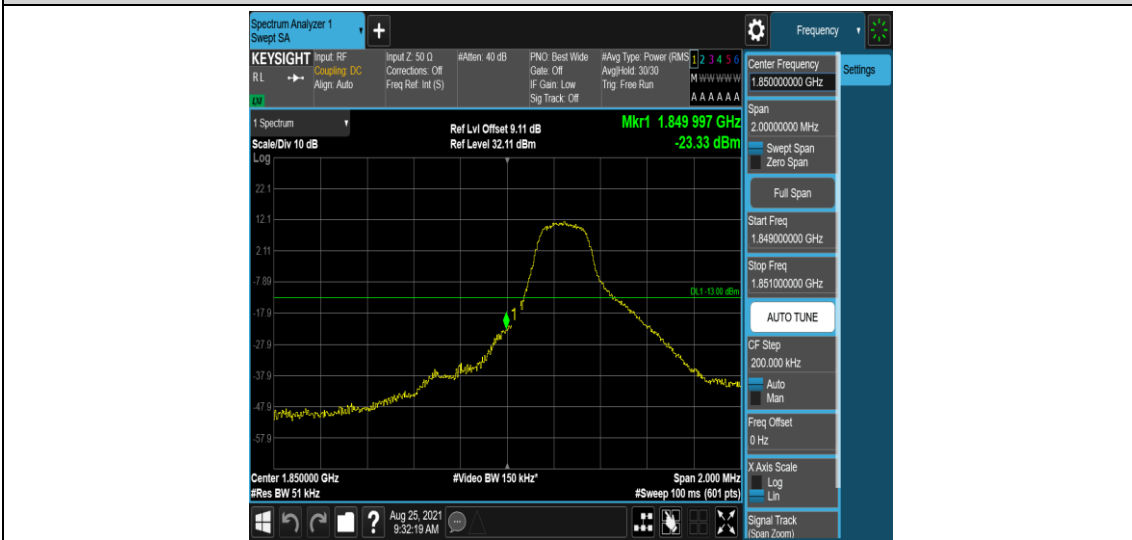 Spectrum Analyzer 1
Swept SA
Frequency
KEYSIGHT
RL
Input: RF
Coupling: DC
Align: Auto
Input Z: 50 Ω
Corrections: Off
Freq Ref: Int (S)
#Atten: 40 dB
PNO: Best Wide
Gate: Off
IF Gain: Low
Sig Track: Off
#Avg Type: Power (RMS
Avg|Hold: 30/30
Trig: Free Run
1 2 3 4 5 6
M W W W W W
A A A A A A
Center Frequency
1.850000000 GHz
Settings
Span
2.00000000 MHz
Swept Span
Zero Span
Full Span
Start Freq
1.849000000 GHz
Stop Freq
1.851000000 GHz
AUTO TUNE
CF Step
200.000 kHz
Auto
Man
Freq Offset
0 Hz
X Axis Scale
Log
Lin
Signal Track
(Span Zoom)
1 Spectrum
Scale/Div 10 dB
Log
Ref Lvl Offset 9.11 dB
Ref Level 32.11 dBm
Mkr1 1.849 997 GHz
-23.33 dBm
22.1
12.1
2.11
-7.89
-17.9
-27.9
-37.9
-47.9
-57.9
DL1 -13.00 dBm
1
Center 1.850000 GHz
#Res BW 51 kHz
#Video BW 150 kHz*
Span 2.000 MHz
#Sweep 100 ms (601 pts)
?
Aug 25, 2021
9:32:19 AM